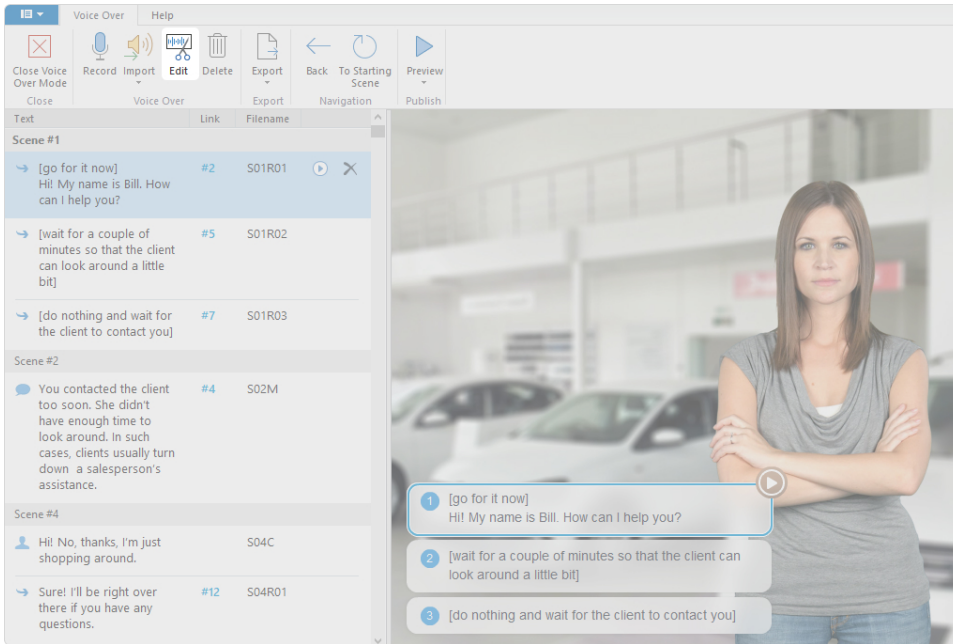 Voice Over Help
Close Voice Over Mode
Record Import Edit Delete
Export
Back To Starting Scene
Preview
Close Voice Over Export Navigation Publish
Text Link Filename
Scene #1
[go for it now] #2 S01R01
Hi! My name is Bill. How
can I help you?
[wait for a couple of #5 S01R02
minutes so that the client
can look around a little
bit]
[do nothing and wait for #7 S01R03
the client to contact you]
Scene #2
You contacted the client #4 S02M
too soon. She didn't
have enough time to
look around. In such
cases, clients usually turn
down a salesperson's
assistance.
Scene #4
Hi! No, thanks, I'm just S04C
shopping around.
Sure! I'll be right over #12 S04R01
there if you have any
questions.
1 [go for it now]
Hi! My name is Bill. How can I help you?
2 [wait for a couple of minutes so that the client can
look around a little bit]
3 [do nothing and wait for the client to contact you]